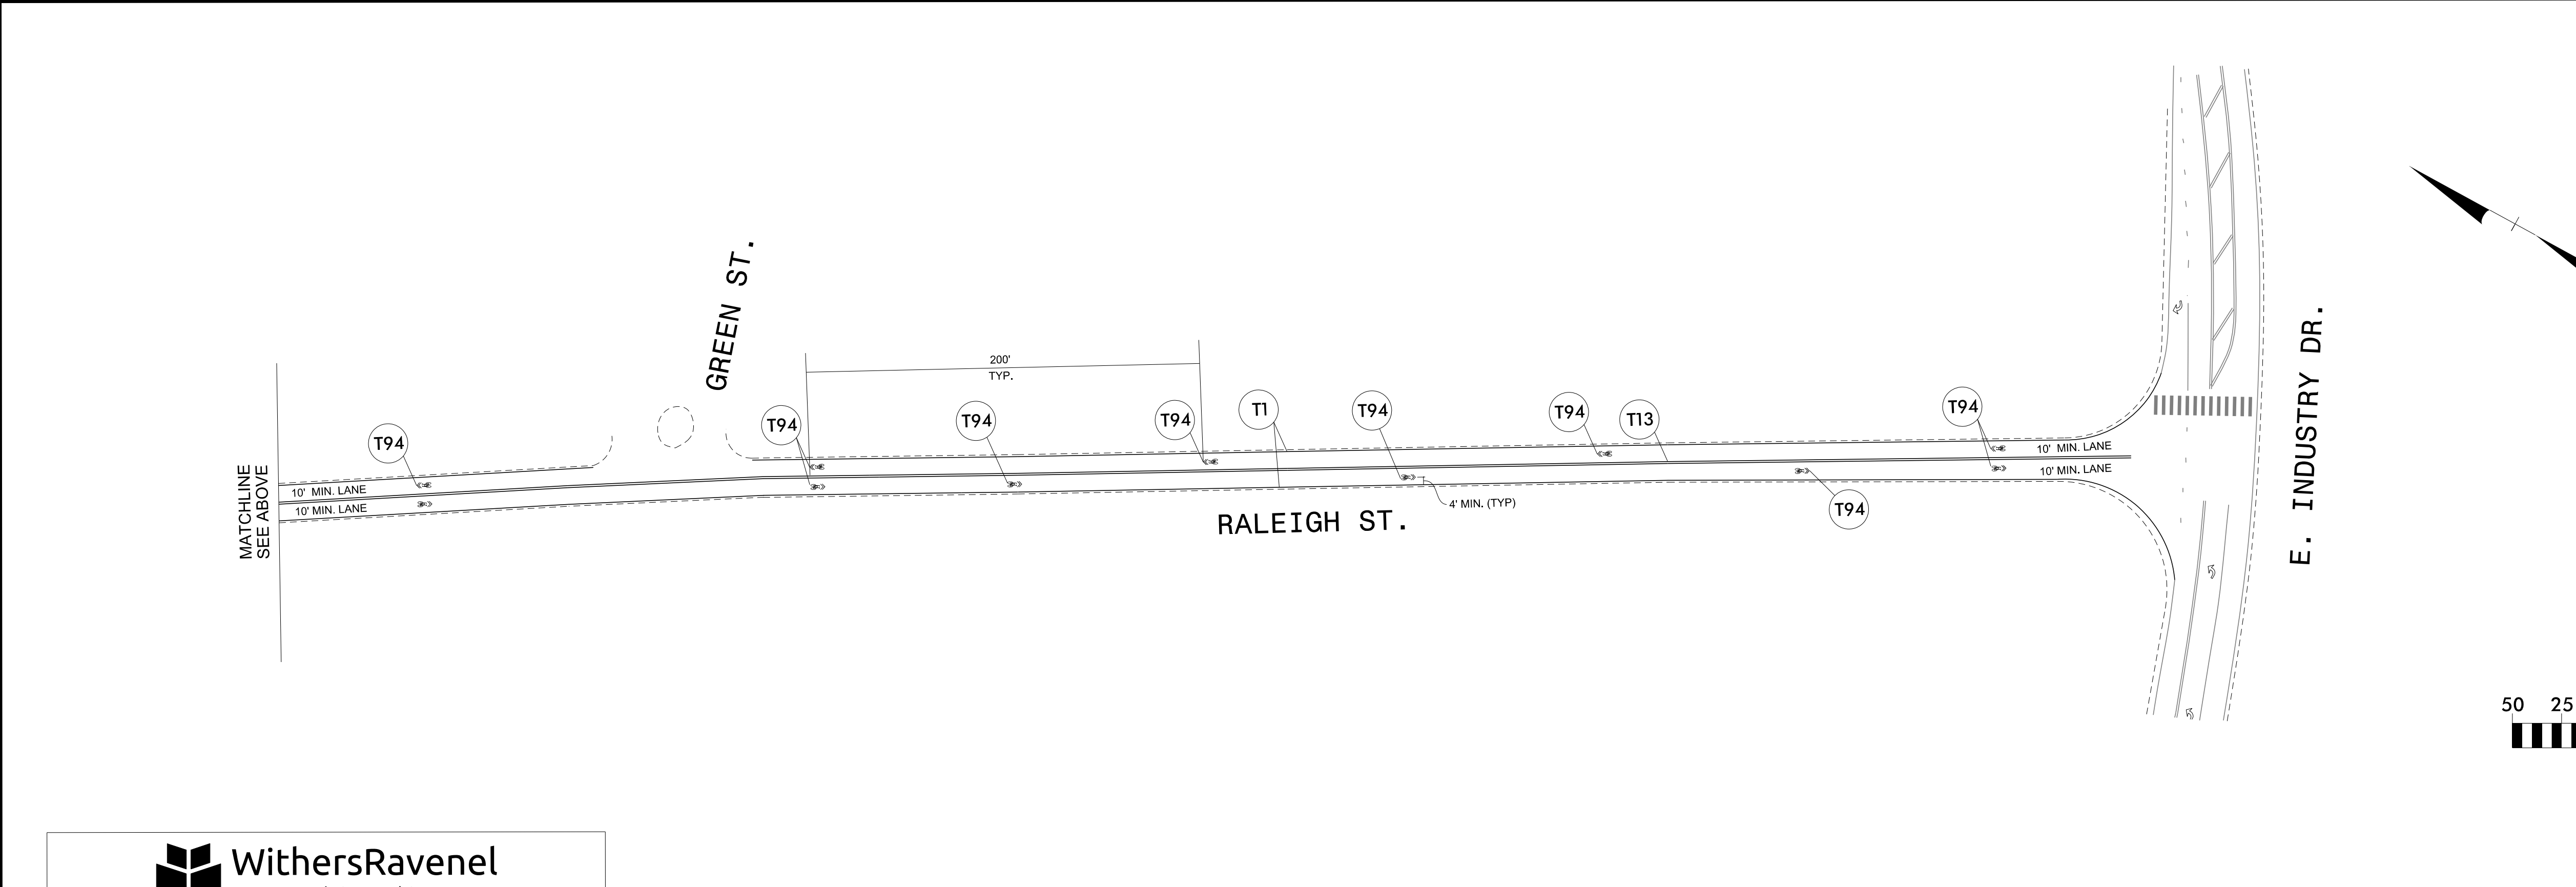 GREEN ST.
200'
TYP.
T94
T94
T94
T94
T1
T94
T94
T13
T94
10' MIN. LANE
10' MIN. LANE
MATCHLINE
SEE ABOVE
10' MIN. LANE
10' MIN. LANE
4' MIN. (TYP)
T94
RALEIGH ST.
E. INDUSTRY DR.
50 25
WithersRavenel